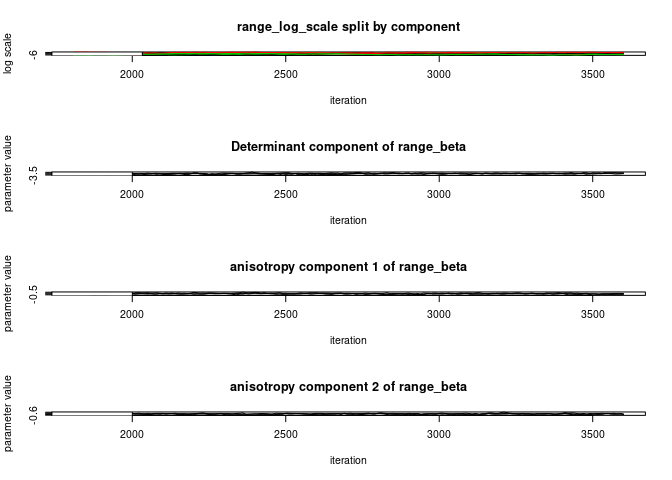 range_log_scale split by component
log scale
-6
2000 2500 3000 3500
iteration
Determinant component of range_beta
parameter value
-3.5
2000 2500 3000 3500
iteration
anisotropy component 1 of range_beta
parameter value
-0.5
2000 2500 3000 3500
iteration
anisotropy component 2 of range_beta
parameter value
-0.6
2000 2500 3000 3500
iteration